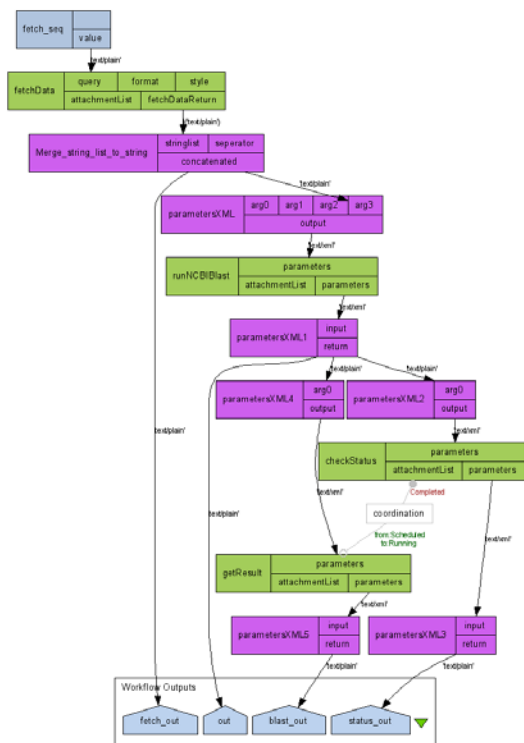 fetch_seq
value
'text/plain'
query format style
fetchData
attachmentList fetchDataReturn
('text/plain')
stringlist seperator
Merge_string_list_to_string
concatenated
'text/plain'
arg0 arg1 arg2 arg3
parametersXML
output
'text/xml'
parameters
runNCBIBlast
attachmentList parameters
'text/xml'
input
parametersXML1
return
'text/plain' 'text/plain'
arg0 arg0
parametersXML4 parametersXML2
output output
'text/plain'
'text/xml'
parameters
checkStatus
attachmentList parameters
'text/xml'
Completed
coordination
'text/plain'
from:Scheduled
to:Running
parameters
getResult
attachmentList parameters
'text/xml' 'text/xml'
input input
parametersXML5 parametersXML3
return return
'text/plain' 'text/plain'
Workflow Outputs
fetch_out out blast_out status_out